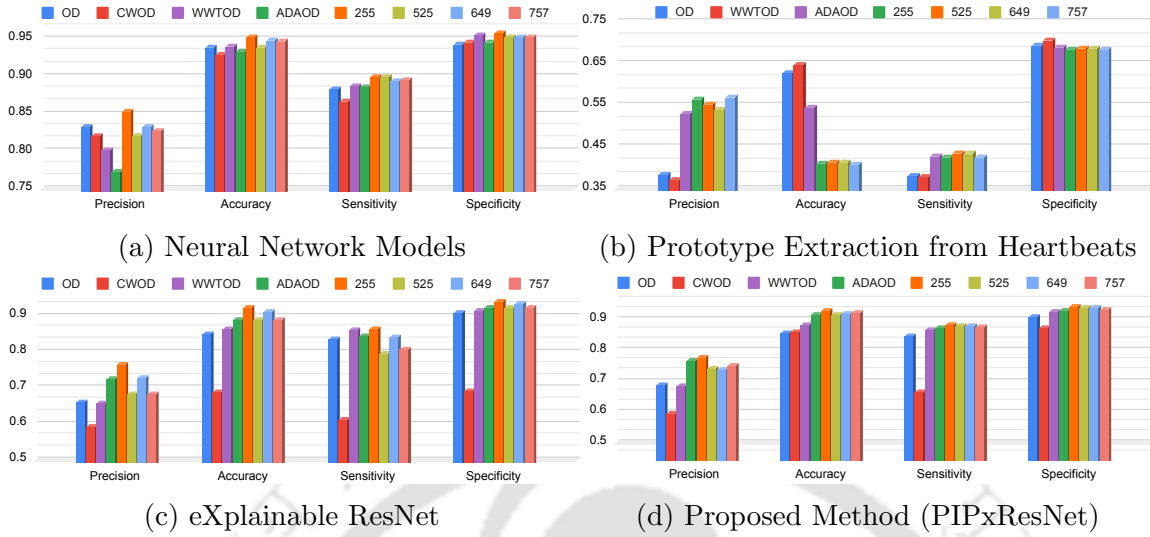 OD CWOD WWTOD ADAOD 255 525 649 757
0.95
0.90
0.85
0.80
0.75
Precision Accuracy Sensitivity Specificity
(a) Neural Network Models
OD WWTOD ADAOD 255 525 649 757
0.75
0.65
0.55
0.45
0.35
Precision Accuracy Sensitivity Specificity
(b) Prototype Extraction from Heartbeats
OD CWOD WWTOD ADAOD 255 525 649 757
0.9
0.8
0.7
0.6
0.5
Precision Accuracy Sensitivity Specificity
(c) eXplainable ResNet
OD CWOD WWTOD ADAOD 255 525 649 757
0.9
0.8
0.7
0.6
0.5
Precision Accuracy Sensitivity Specificity
(d) Proposed Method (PIPxResNet)